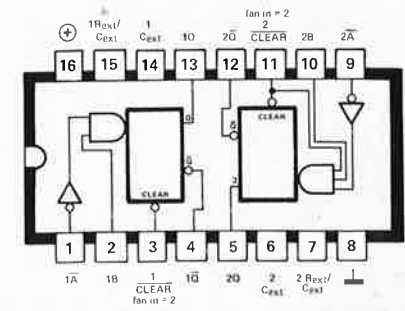 fan in = 2
1Rext/ 1 2
⊕ Cext Cext 1Q 2Q̅ C̅L̅E̅A̅R̅ 2B 2A̅
16 15 14 13 12 11 10 9
CLEAR
Q Q̅ Q̅
CLEAR
1 2 3 4 5 6 7 8
1A̅ 1B 1 1Q̅ 2Q 2 2 Rext/
C̅L̅E̅A̅R̅ Cext Cext
fan in = 2